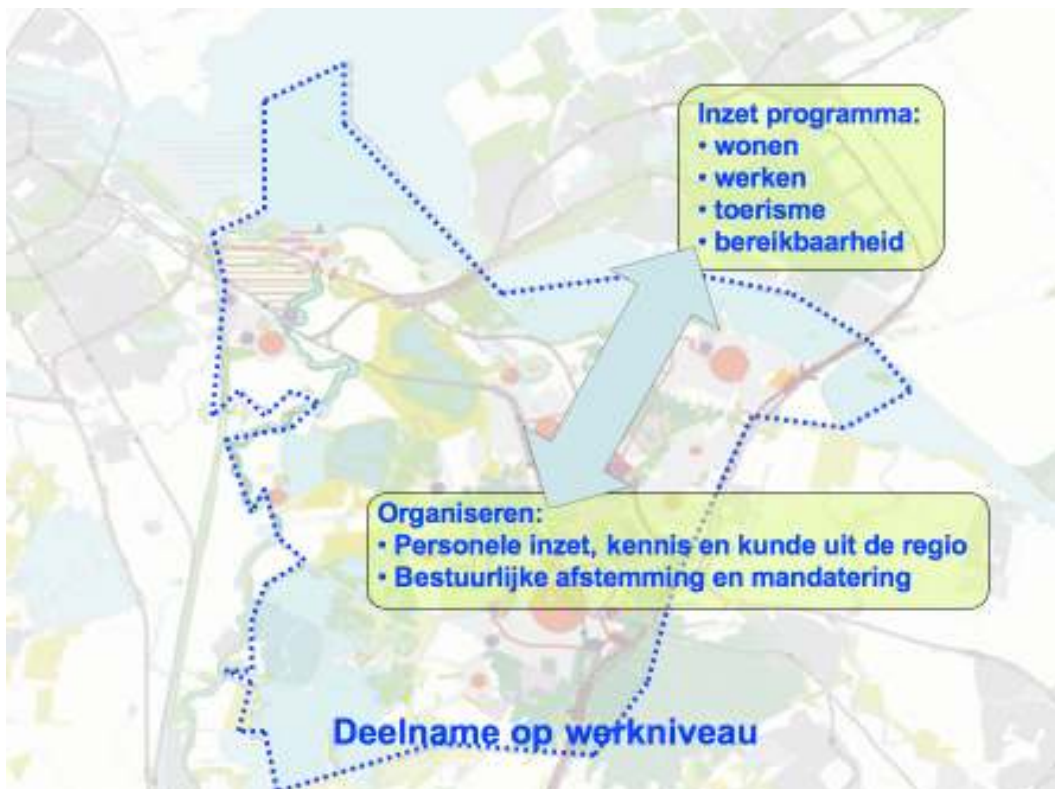 Inzet programma:
• wonen
• werken
• toerisme
• bereikbaarheid
Organiseren:
• Personele inzet, kennis en kunde uit de regio
• Bestuurlijke afstemming en mandatering
Deelname op werkniveau